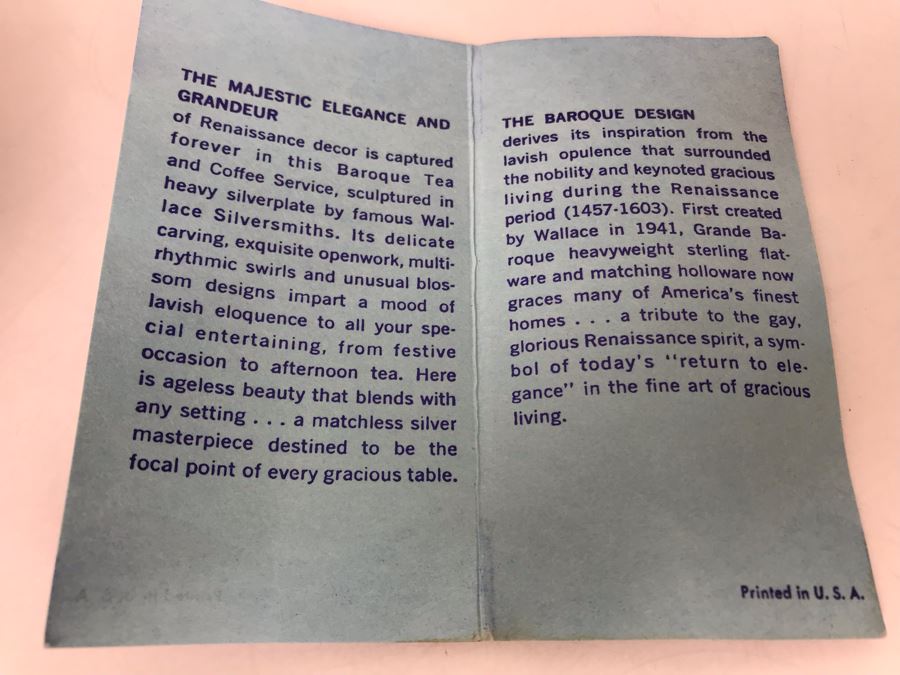 THE MAJESTIC ELEGANCE AND
GRANDEUR
of Renaissance decor is captured
forever in this Baroque Tea
and Coffee Service, sculptured in
heavy silverplate by famous Wal-
lace Silversmiths. Its delicate
carving, exquisite openwork, multi-
rhythmic swirls and unusual blos-
som designs impart a mood of
lavish eloquence to all your spe-
cial entertaining, from festive
occasion to afternoon tea. Here
is ageless beauty that blends with
any setting . . . a matchless silver
masterpiece destined to be the
focal point of every gracious table.
THE BAROQUE DESIGN
derives its inspiration from the
lavish opulence that surrounded
the nobility and keynoted gracious
living during the Renaissance
period (1457-1603). First created
by Wallace in 1941, Grande Ba-
roque heavyweight sterling flat-
ware and matching holloware now
graces many of America's finest
homes . . . a tribute to the gay,
glorious Renaissance spirit, a sym-
bol of today's "return to ele-
gance" in the fine art of gracious
living.
Printed in U. S. A.